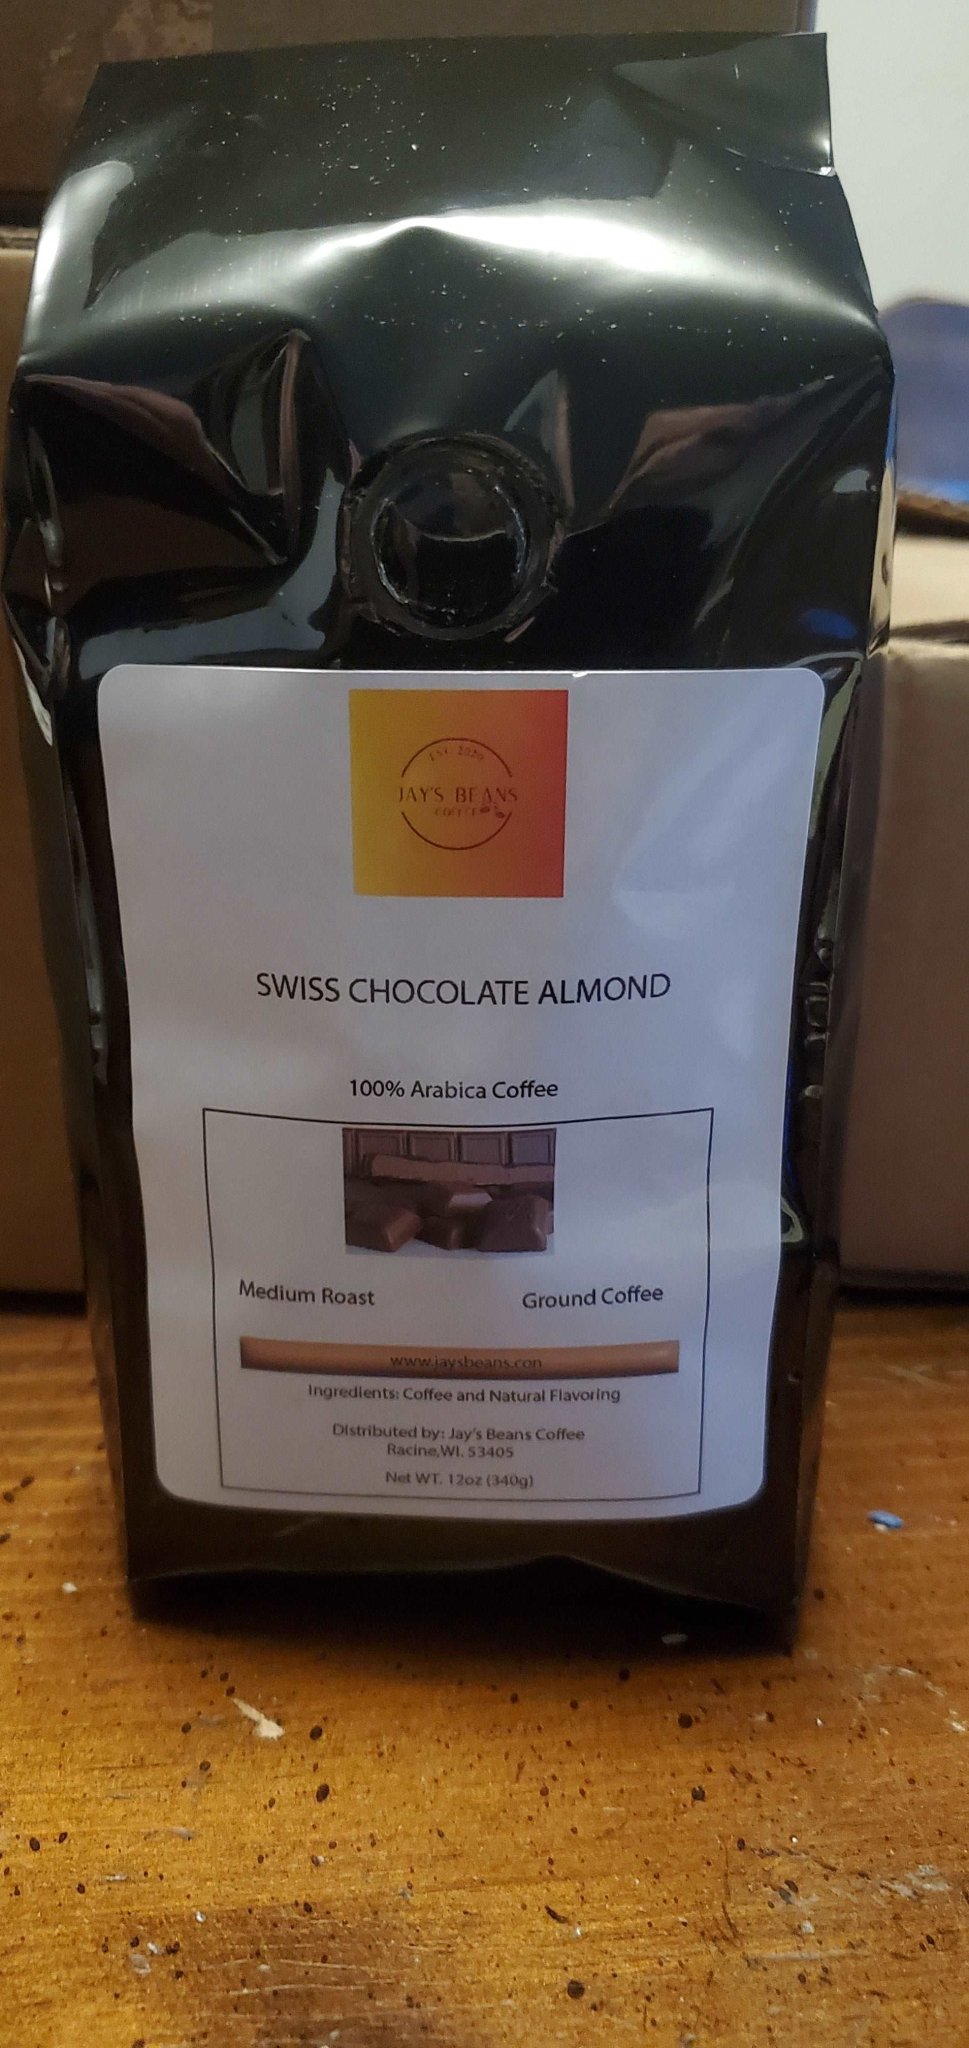 EST. 2020
JAY'S BEANS
COFFEE
SWISS CHOCOLATE ALMOND
100% Arabica Coffee
Medium Roast Ground Coffee
www.jaysbeans.con
Ingredients: Coffee and Natural Flavoring
Distributed by: Jay's Beans Coffee
Racine,WI. 53405
Net WT. 12oz (340g)